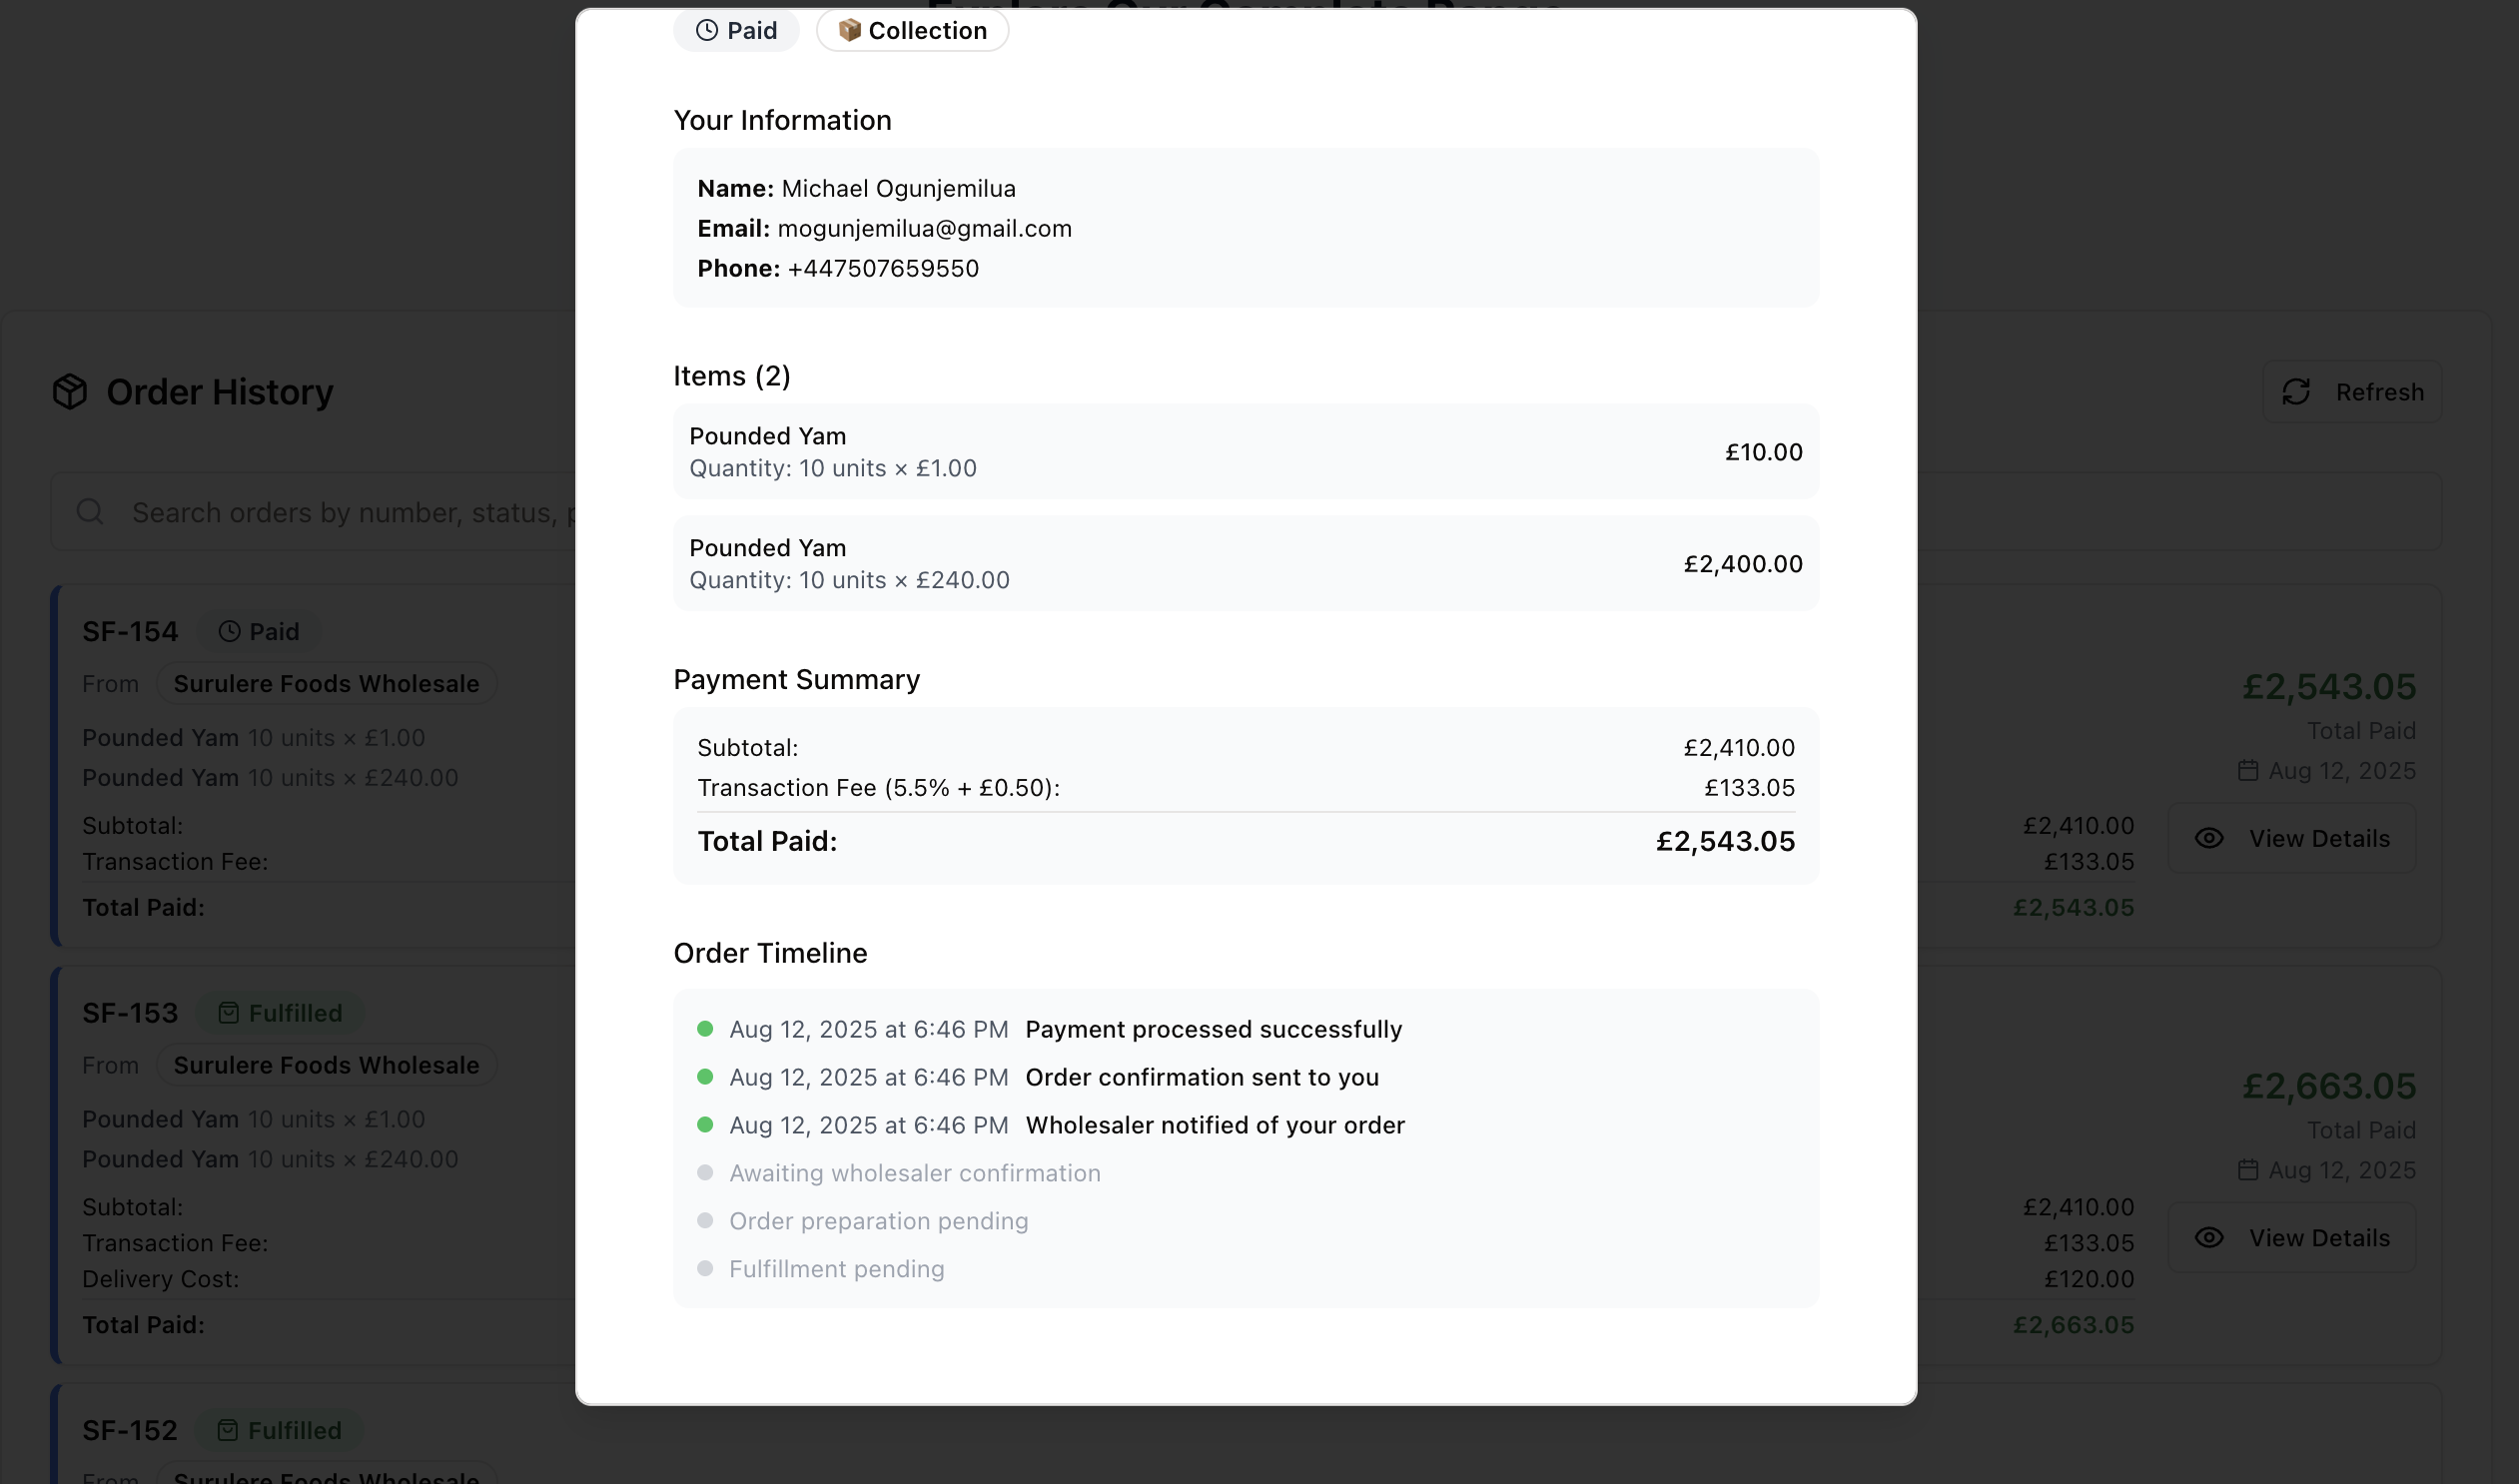 Explore Our Complete Range
Paid
📦 Collection
Your Information
Name: Michael Ogunjemilua
Email: mogunjemilua@gmail.com
Phone: +447507659550
Items (2)
Pounded Yam
Quantity: 10 units × £1.00
£10.00
Pounded Yam
Quantity: 10 units × £240.00
£2,400.00
Payment Summary
Subtotal: £2,410.00
Transaction Fee (5.5% + £0.50): £133.05
Total Paid: £2,543.05
Order Timeline
Aug 12, 2025 at 6:46 PM Payment processed successfully
Aug 12, 2025 at 6:46 PM Order confirmation sent to you
Aug 12, 2025 at 6:46 PM Wholesaler notified of your order
Awaiting wholesaler confirmation
Order preparation pending
Fulfillment pending
Order History
Refresh
Search orders by number, status,
SF-154 Paid
From Surulere Foods Wholesale
Pounded Yam 10 units × £1.00
Pounded Yam 10 units × £240.00
Subtotal: £2,410.00
Transaction Fee: £133.05
Total Paid: £2,543.05
£2,543.05
Total Paid
Aug 12, 2025
View Details
SF-153 Fulfilled
From Surulere Foods Wholesale
Pounded Yam 10 units × £1.00
Pounded Yam 10 units × £240.00
Subtotal: £2,410.00
Transaction Fee: £133.05
Delivery Cost: £120.00
Total Paid: £2,663.05
£2,663.05
Total Paid
Aug 12, 2025
View Details
SF-152 Fulfilled
From Surulere Foods Wholesale